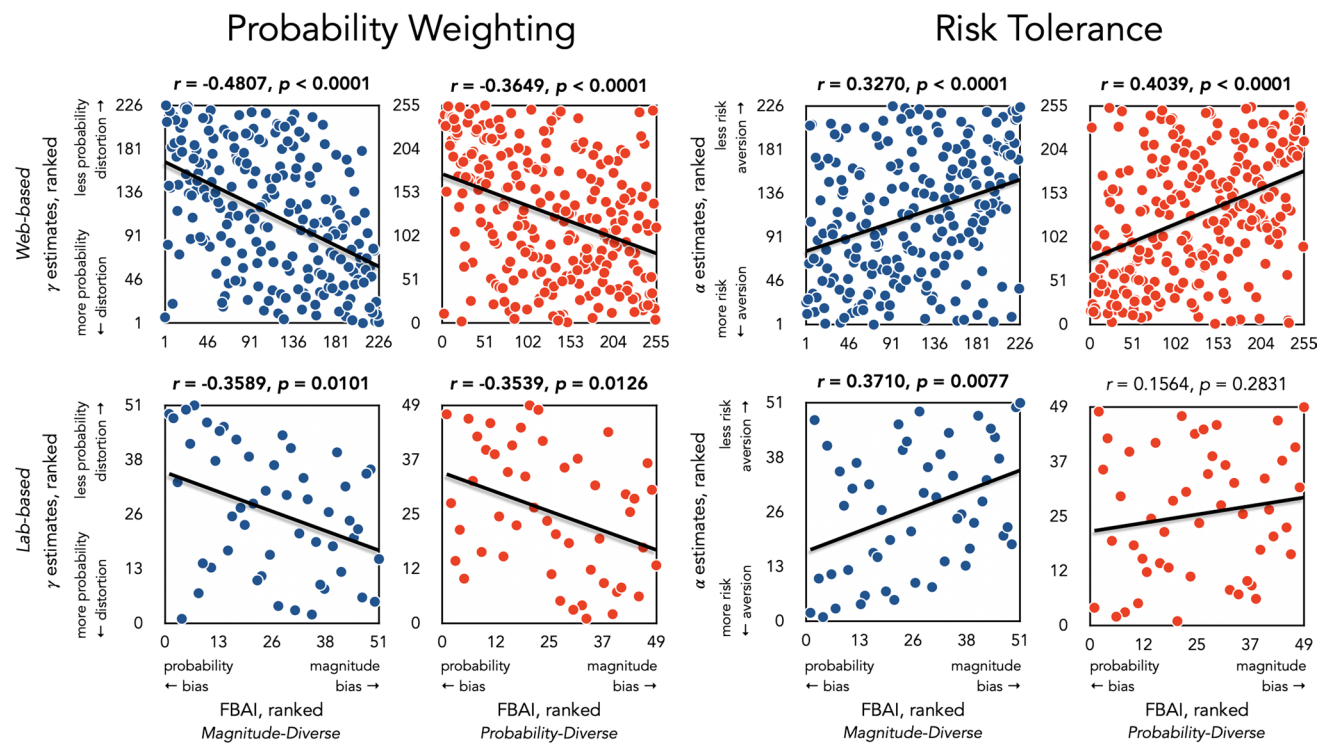 Probability Weighting
Risk Tolerance
r = -0.4807, p < 0.0001
r = -0.3649, p < 0.0001
r = 0.3270, p < 0.0001
r = 0.4039, p < 0.0001
Web-based
γ estimates, ranked
less probability
distortion →
more probability
← distortion
226
181
136
91
46
1
1 46 91 136 181 226
255
204
153
102
51
0
0 51 102 153 204 255
α estimates, ranked
less risk
aversion →
more risk
← aversion
226
181
136
91
46
1
1 46 91 136 181 226
255
204
153
102
51
0
0 51 102 153 204 255
r = -0.3589, p = 0.0101
r = -0.3539, p = 0.0126
r = 0.3710, p = 0.0077
r = 0.1564, p = 0.2831
Lab-based
γ estimates, ranked
less probability
distortion →
more probability
← distortion
51
38
26
13
0
0 13 26 38 51
49
37
25
12
0
0 12 25 37 49
α estimates, ranked
less risk
aversion →
more risk
← aversion
51
38
26
13
0
0 13 26 38 51
49
37
25
12
0
0 12 25 37 49
probability magnitude
← bias bias →
FBAI, ranked
Magnitude-Diverse
probability magnitude
← bias bias →
FBAI, ranked
Probability-Diverse
probability magnitude
← bias bias →
FBAI, ranked
Magnitude-Diverse
probability magnitude
← bias bias →
FBAI, ranked
Probability-Diverse